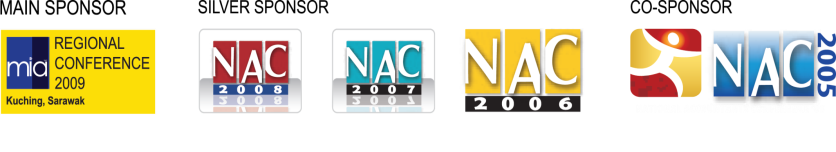 MAIN SPONSOR
mia
REGIONAL
CONFERENCE
2009
Kuching, Sarawak
SILVER SPONSOR
NAC
2008
NAC
2007
NAC
2006
CO-SPONSOR
NAC
2005